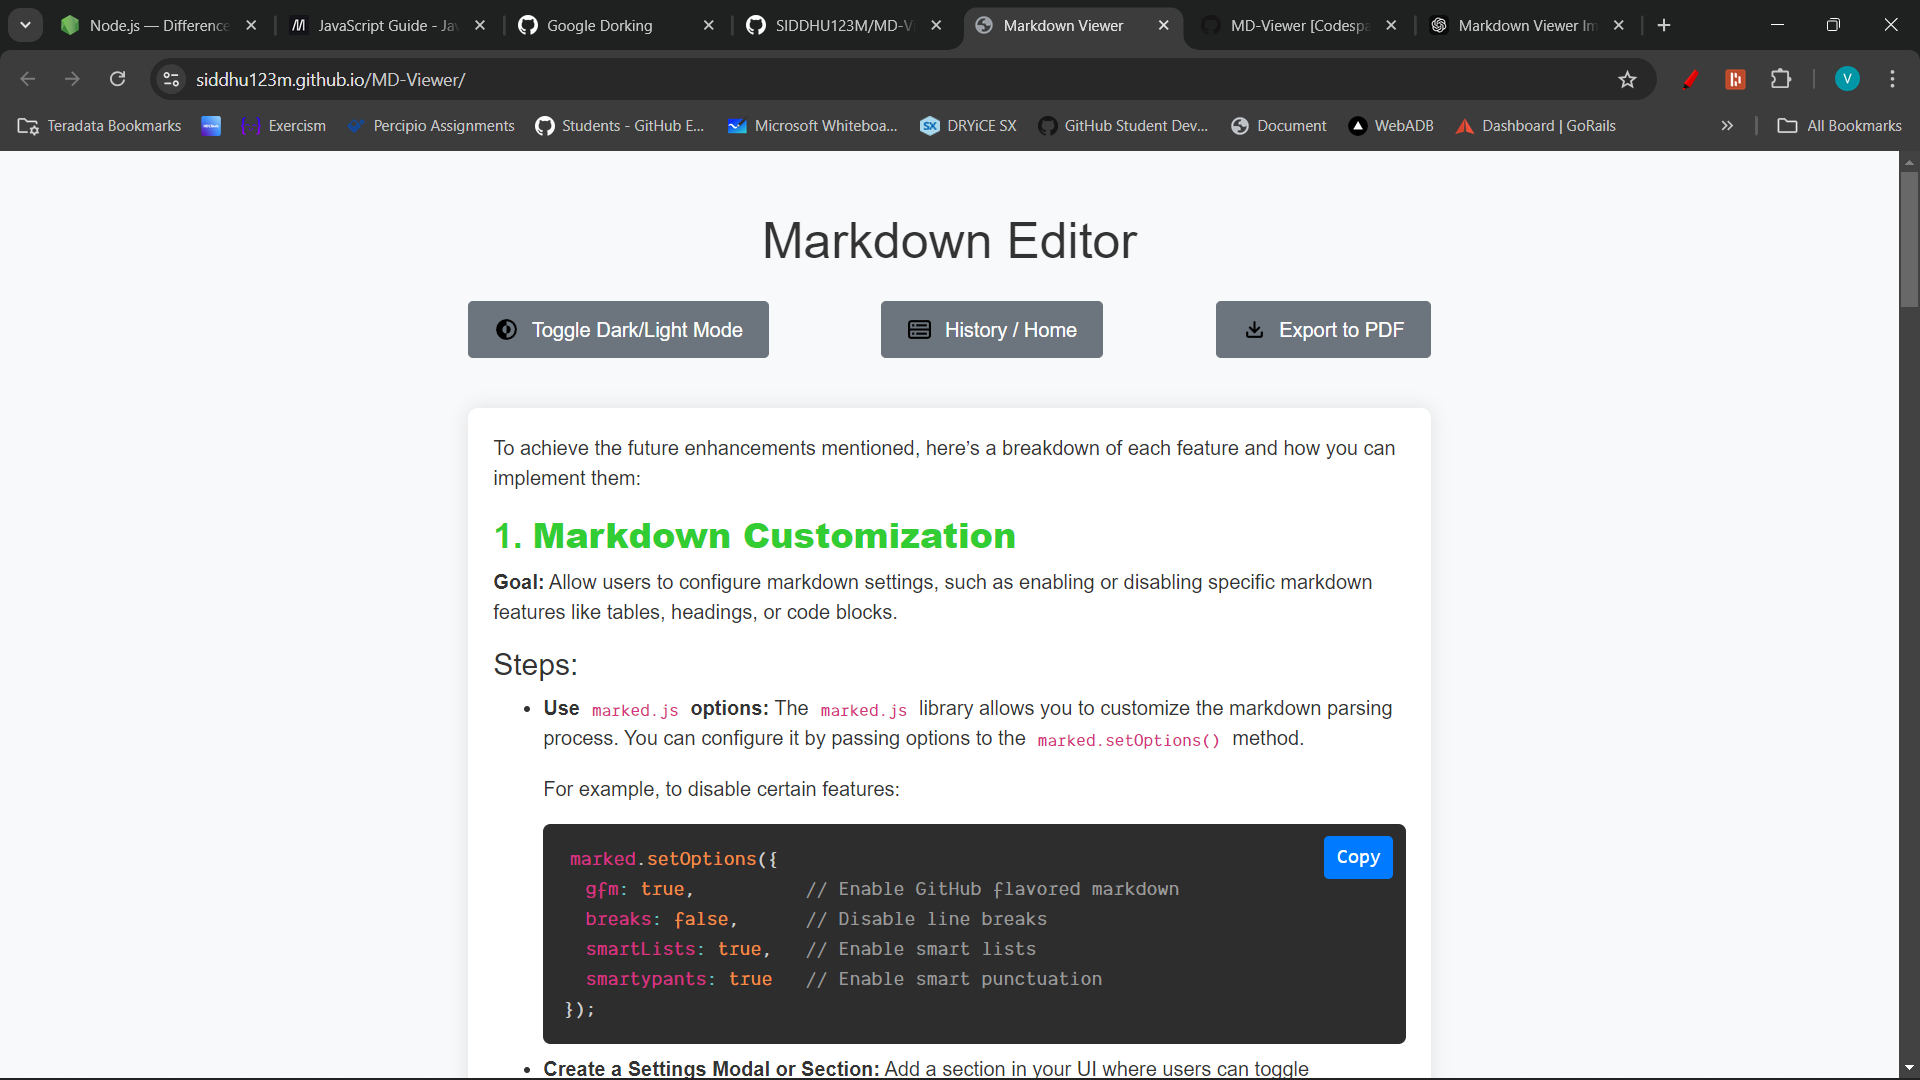 Node.js — Difference
JavaScript Guide - Ja
Google Dorking
SIDDHU123M/MD-V
Markdown Viewer
MD-Viewer [Codespa
Markdown Viewer Im
siddhu123m.github.io/MD-Viewer/
V
Teradata Bookmarks
Exercism
Percipio Assignments
Students - GitHub E...
Microsoft Whiteboa...
DRYiCE SX
GitHub Student Dev...
Document
WebADB
Dashboard | GoRails
All Bookmarks
Markdown Editor
Toggle Dark/Light Mode
History / Home
Export to PDF
To achieve the future enhancements mentioned, here’s a breakdown of each feature and how you can
implement them:
1. Markdown Customization
Goal: Allow users to configure markdown settings, such as enabling or disabling specific markdown
features like tables, headings, or code blocks.
Steps:
• Use marked.js options: The marked.js library allows you to customize the markdown parsing
process. You can configure it by passing options to the marked.setOptions() method.
For example, to disable certain features:
Copy
marked.setOptions({
gfm: true, // Enable GitHub flavored markdown
breaks: false, // Disable line breaks
smartLists: true, // Enable smart lists
smartypants: true // Enable smart punctuation
});
• Create a Settings Modal or Section: Add a section in your UI where users can toggle